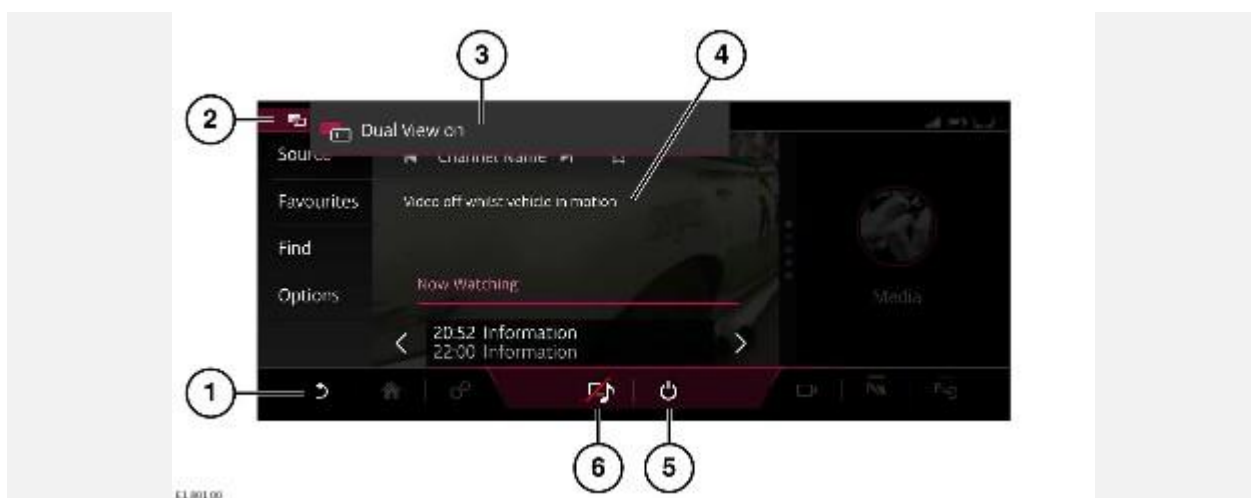 3
4
2
Dual View on
Source
Channel Name
Favourites
Video off whilst vehicle in motion
Find
Now Watching
Options
Media
20:52 Information
22:00 Information
1
6
5